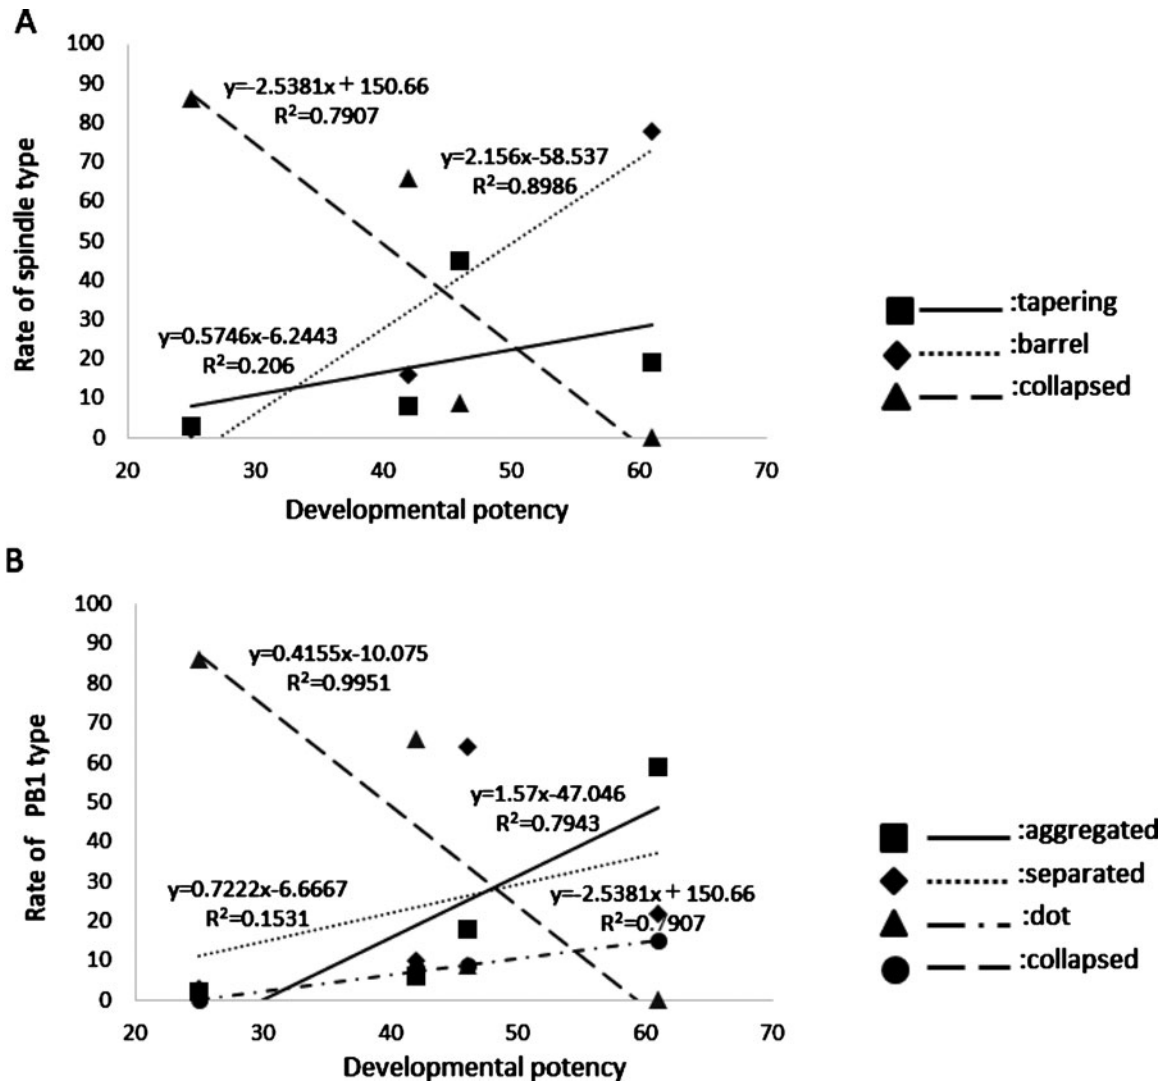 A
100
90
80
70
60
50
40
30
20
10
0
Rate of spindle type
y=-2.5381x + 150.66
R²=0.7907
y=2.156x-58.537
R²=0.8986
y=0.5746x-6.2443
R²=0.206
20 30 40 50 60 70
Developmental potency
:tapering
:barrel
:collapsed
B
100
90
80
70
60
50
40
30
20
10
0
Rate of PB1 type
y=0.4155x-10.075
R²=0.9951
y=1.57x-47.046
R²=0.7943
y=0.7222x-6.6667
R²=0.1531
y=-2.5381x + 150.66
R²=0.7907
20 30 40 50 60 70
Developmental potency
:aggregated
:separated
:dot
:collapsed